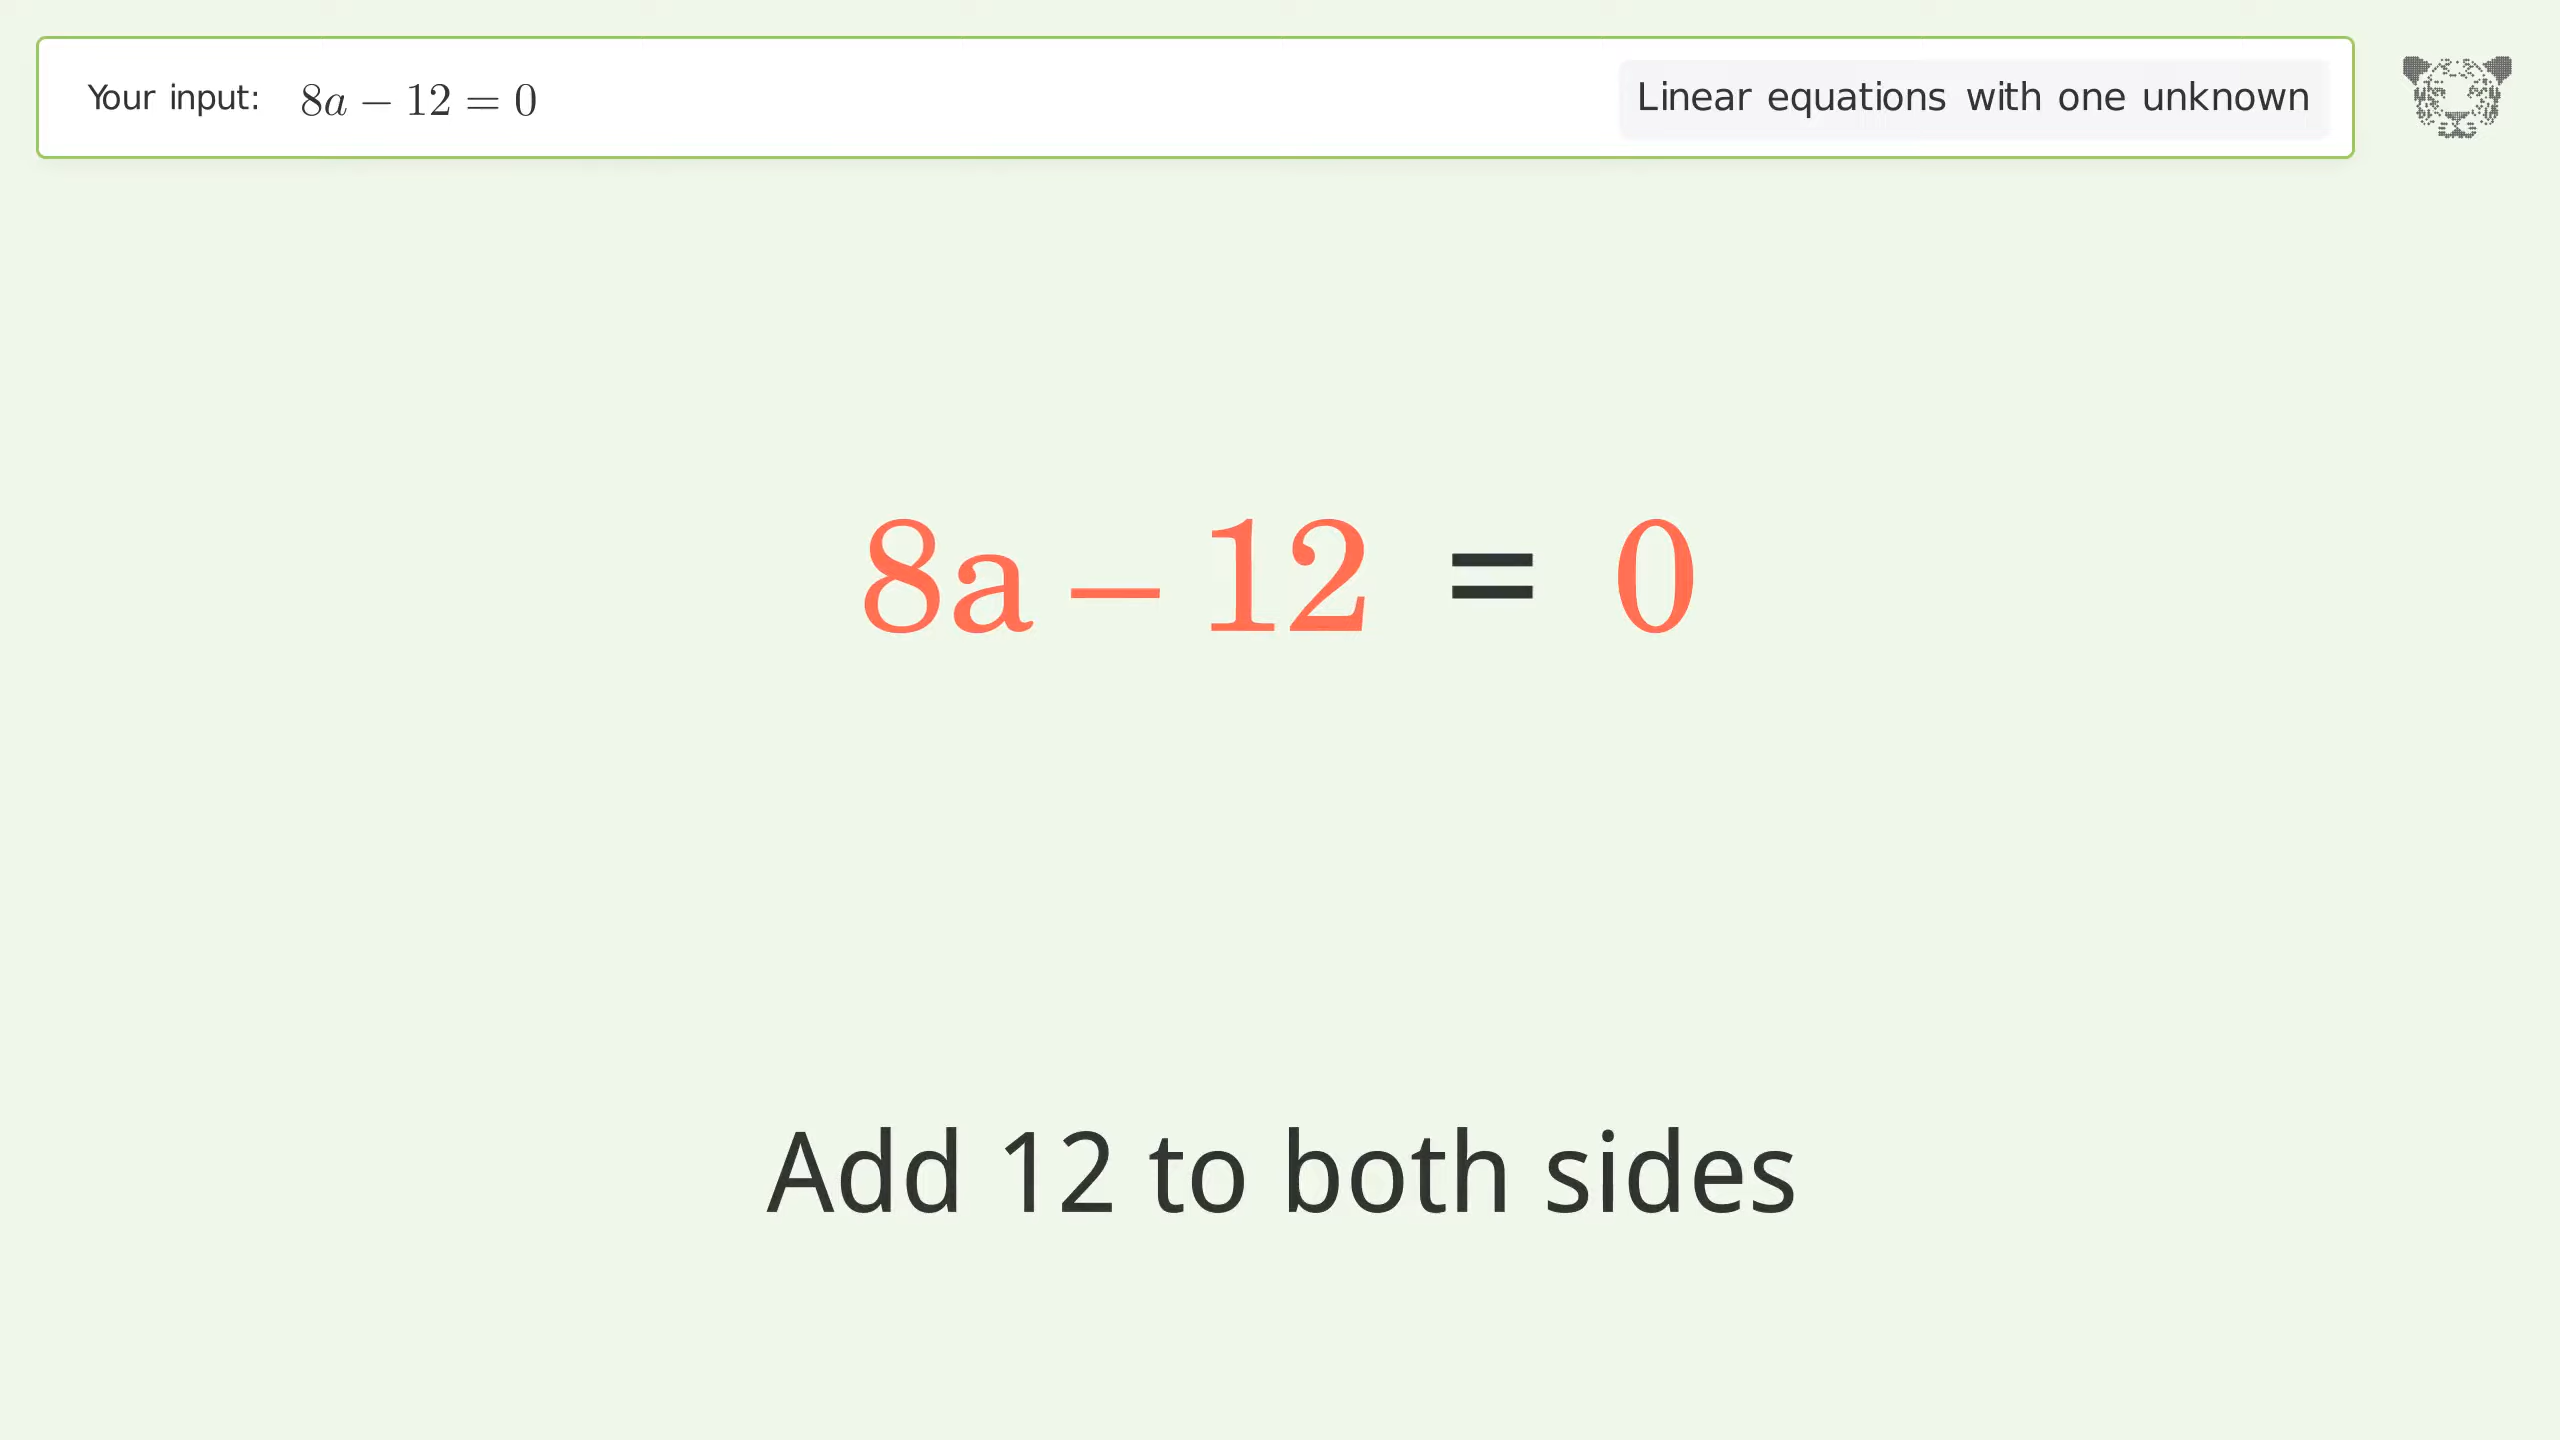 Your input: 8a − 12 = 0
Linear equations with one unknown
8a – 12 = 0
Add 12 to both sides